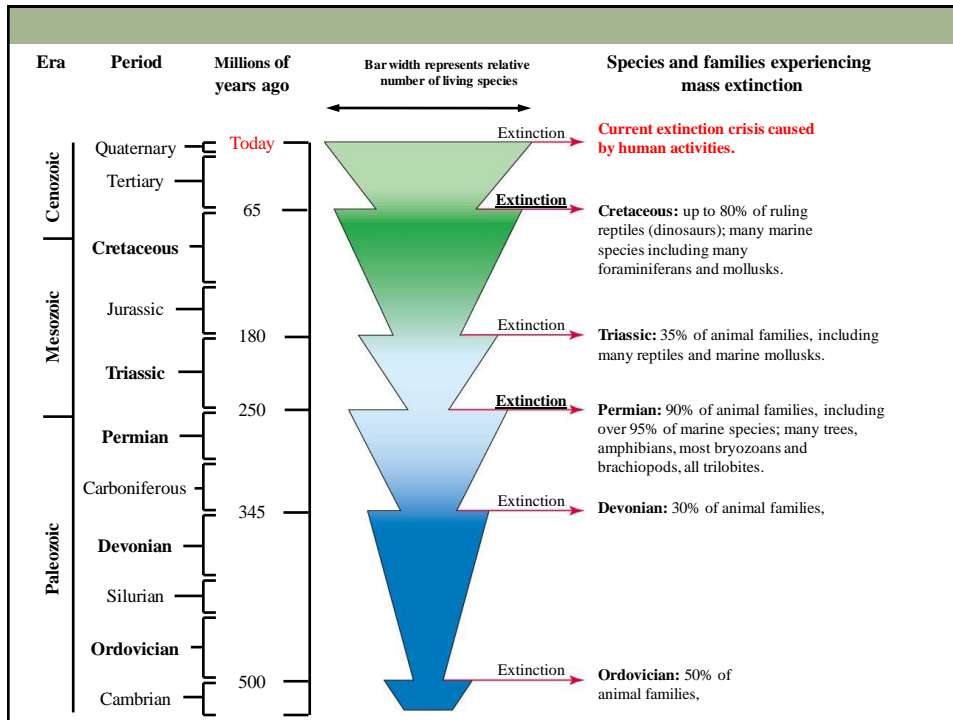 Era
Period
Millions of
years ago
Bar width represents relative
number of living species
Species and families experiencing
mass extinction
Cenozoic
Mesozoic
Paleozoic
Quaternary
Tertiary
Cretaceous
Jurassic
Triassic
Permian
Carboniferous
Devonian
Silurian
Ordovician
Cambrian
Today
65
180
250
345
500
Extinction
Current extinction crisis caused
by human activities.
Extinction
Cretaceous: up to 80% of ruling
reptiles (dinosaurs); many marine
species including many
foraminiferans and mollusks.
Extinction
Triassic: 35% of animal families, including
many reptiles and marine mollusks.
Extinction
Permian: 90% of animal families, including
over 95% of marine species; many trees,
amphibians, most bryozoans and
brachiopods, all trilobites.
Extinction
Devonian: 30% of animal families,
Extinction
Ordovician: 50% of
animal families,